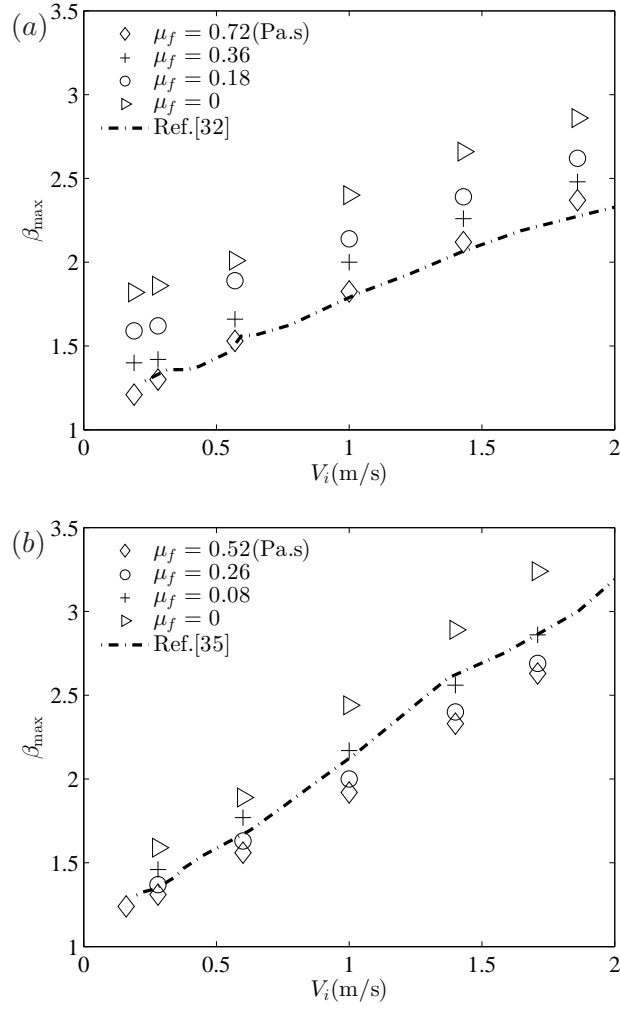 (a)
3.5
3
2.5
2
1.5
1
β_max
μ_f = 0.72(Pa.s)
μ_f = 0.36
μ_f = 0.18
μ_f = 0
Ref.[32]
0 0.5 1 1.5 2
V_i(m/s)
(b)
3.5
3
2.5
2
1.5
1
β_max
μ_f = 0.52(Pa.s)
μ_f = 0.26
μ_f = 0.08
μ_f = 0
Ref.[35]
0 0.5 1 1.5 2
V_i(m/s)